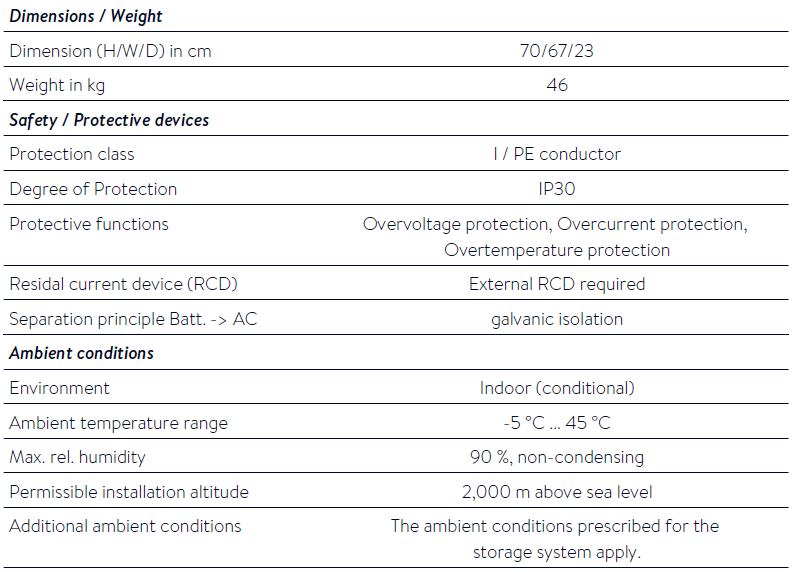 Dimensions / Weight
Dimension (H/W/D) in cm 70/67/23
Weight in kg 46
Safety / Protective devices
Protection class I / PE conductor
Degree of Protection IP30
Protective functions Overvoltage protection, Overcurrent protection,
Overtemperature protection
Residal current device (RCD) External RCD required
Separation principle Batt. -> AC galvanic isolation
Ambient conditions
Environment Indoor (conditional)
Ambient temperature range -5 °C ... 45 °C
Max. rel. humidity 90 %, non-condensing
Permissible installation altitude 2,000 m above sea level
Additional ambient conditions The ambient conditions prescribed for the
storage system apply.